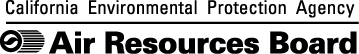 California Environmental Protection Agency
Air Resources Board